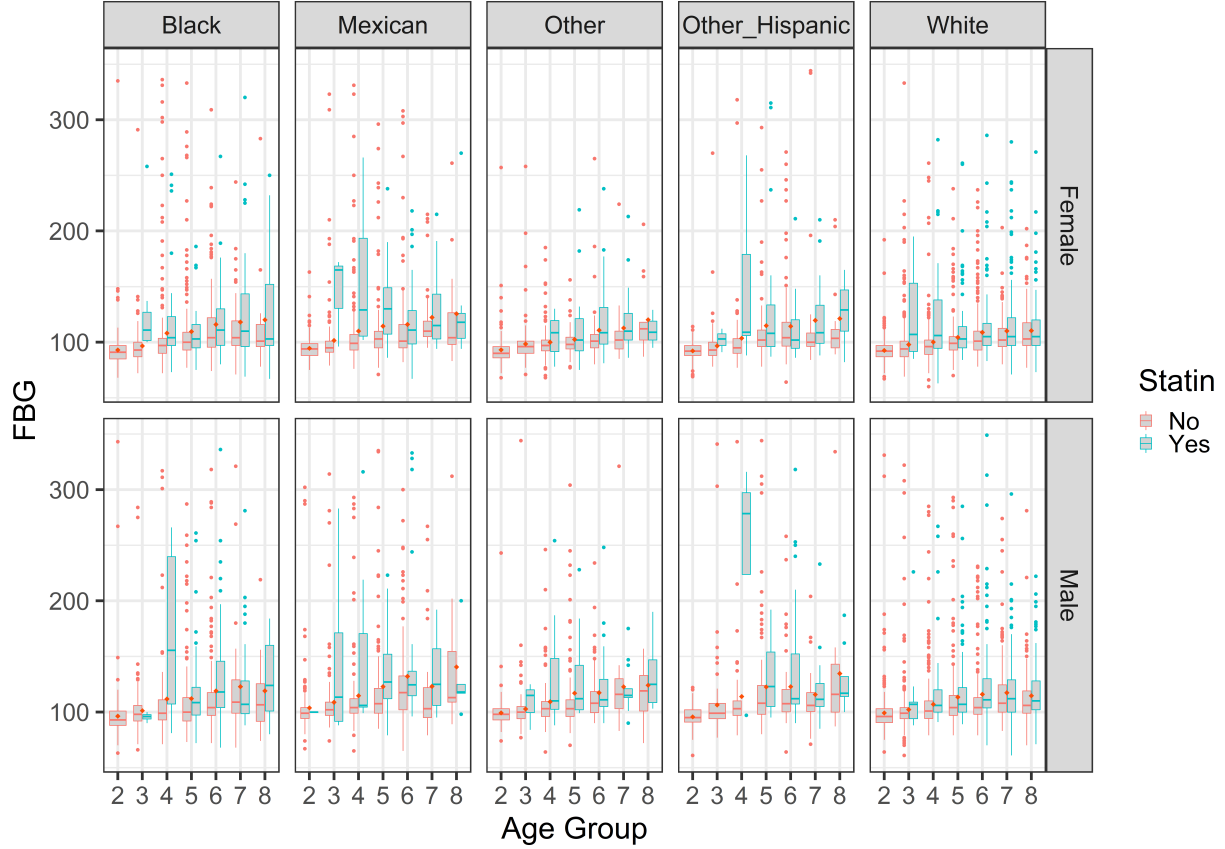 Black Mexican Other Other_Hispanic White
300
200
100
Female
FBG
300
200
100
Male
Statin
No
Yes
2 3 4 5 6 7 8 2 3 4 5 6 7 8 2 3 4 5 6 7 8 2 3 4 5 6 7 8 2 3 4 5 6 7 8
Age Group